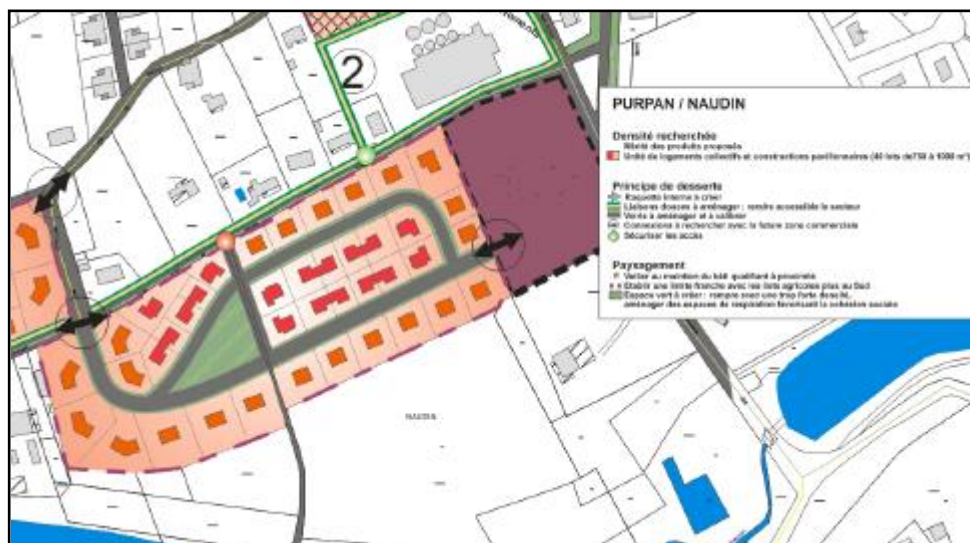 2
PURPAN / NAUDIN
Densité recherchée
Mixité des produits proposés
Unité de logements collectifs et constructions pavillonnaires (40 lots de 750 à 1000 m²)
Principe de desserte
Raquette interne à créer
Liaisons douces à aménager : rendre accessible le secteur
Voirie à aménager et à calibrer
Connexions à rechercher avec la future zone commerciale
Sécuriser les accès
Paysagement
Veiller au maintien du bâti qualifiant à proximité
Etablir une limite franche avec les îlots agricoles plus au Sud
Espace vert à créer : rompre avec une trop forte densité,
aménager des espaces de respiration favorisant la cohésion sociale
NAUDIN